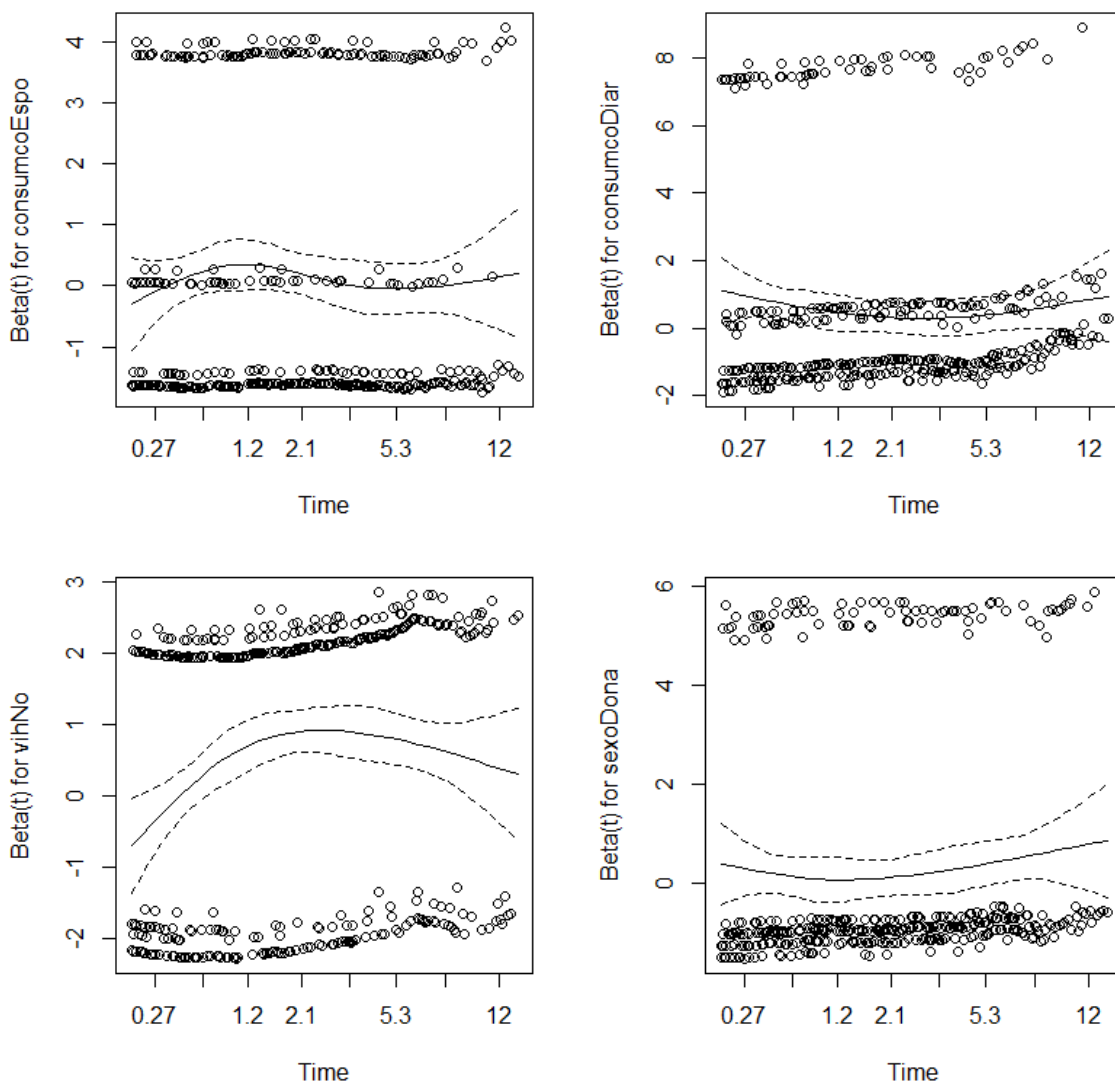 Beta(t) for consumcoEspo
4
3
2
1
0
-1
0.27 1.2 2.1 5.3 12
Time
Beta(t) for consumcoDiar
8
6
4
2
0
-2
0.27 1.2 2.1 5.3 12
Time
Beta(t) for vihNo
3
2
1
0
-1
-2
0.27 1.2 2.1 5.3 12
Time
Beta(t) for sexoDona
6
4
2
0
0.27 1.2 2.1 5.3 12
Time